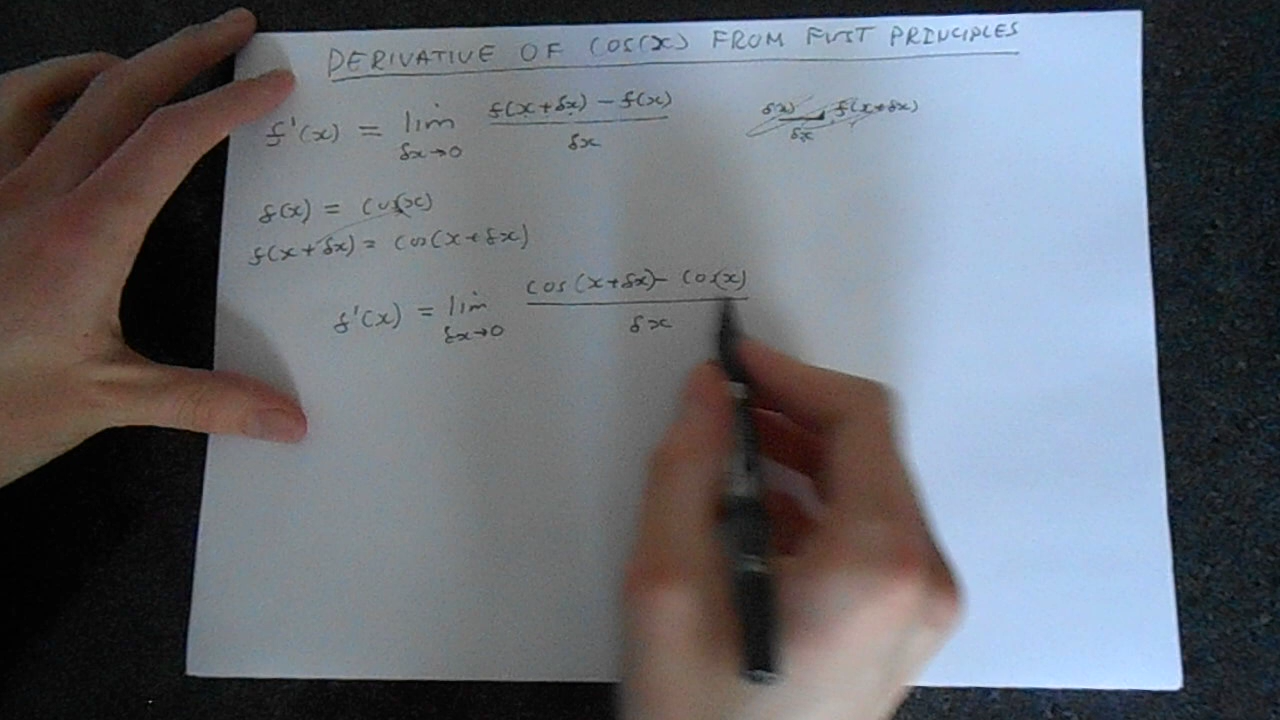 DERIVATIVE OF COS(x) FROM FIRST PRINCIPLES
f'(x) = lim δx→0 f(x+δx) - f(x) / δx
f(x) = cos(x)
f(x+δx) = cos(x+δx)
f'(x) = lim δx→0 cos(x+δx) - cos(x) / δx